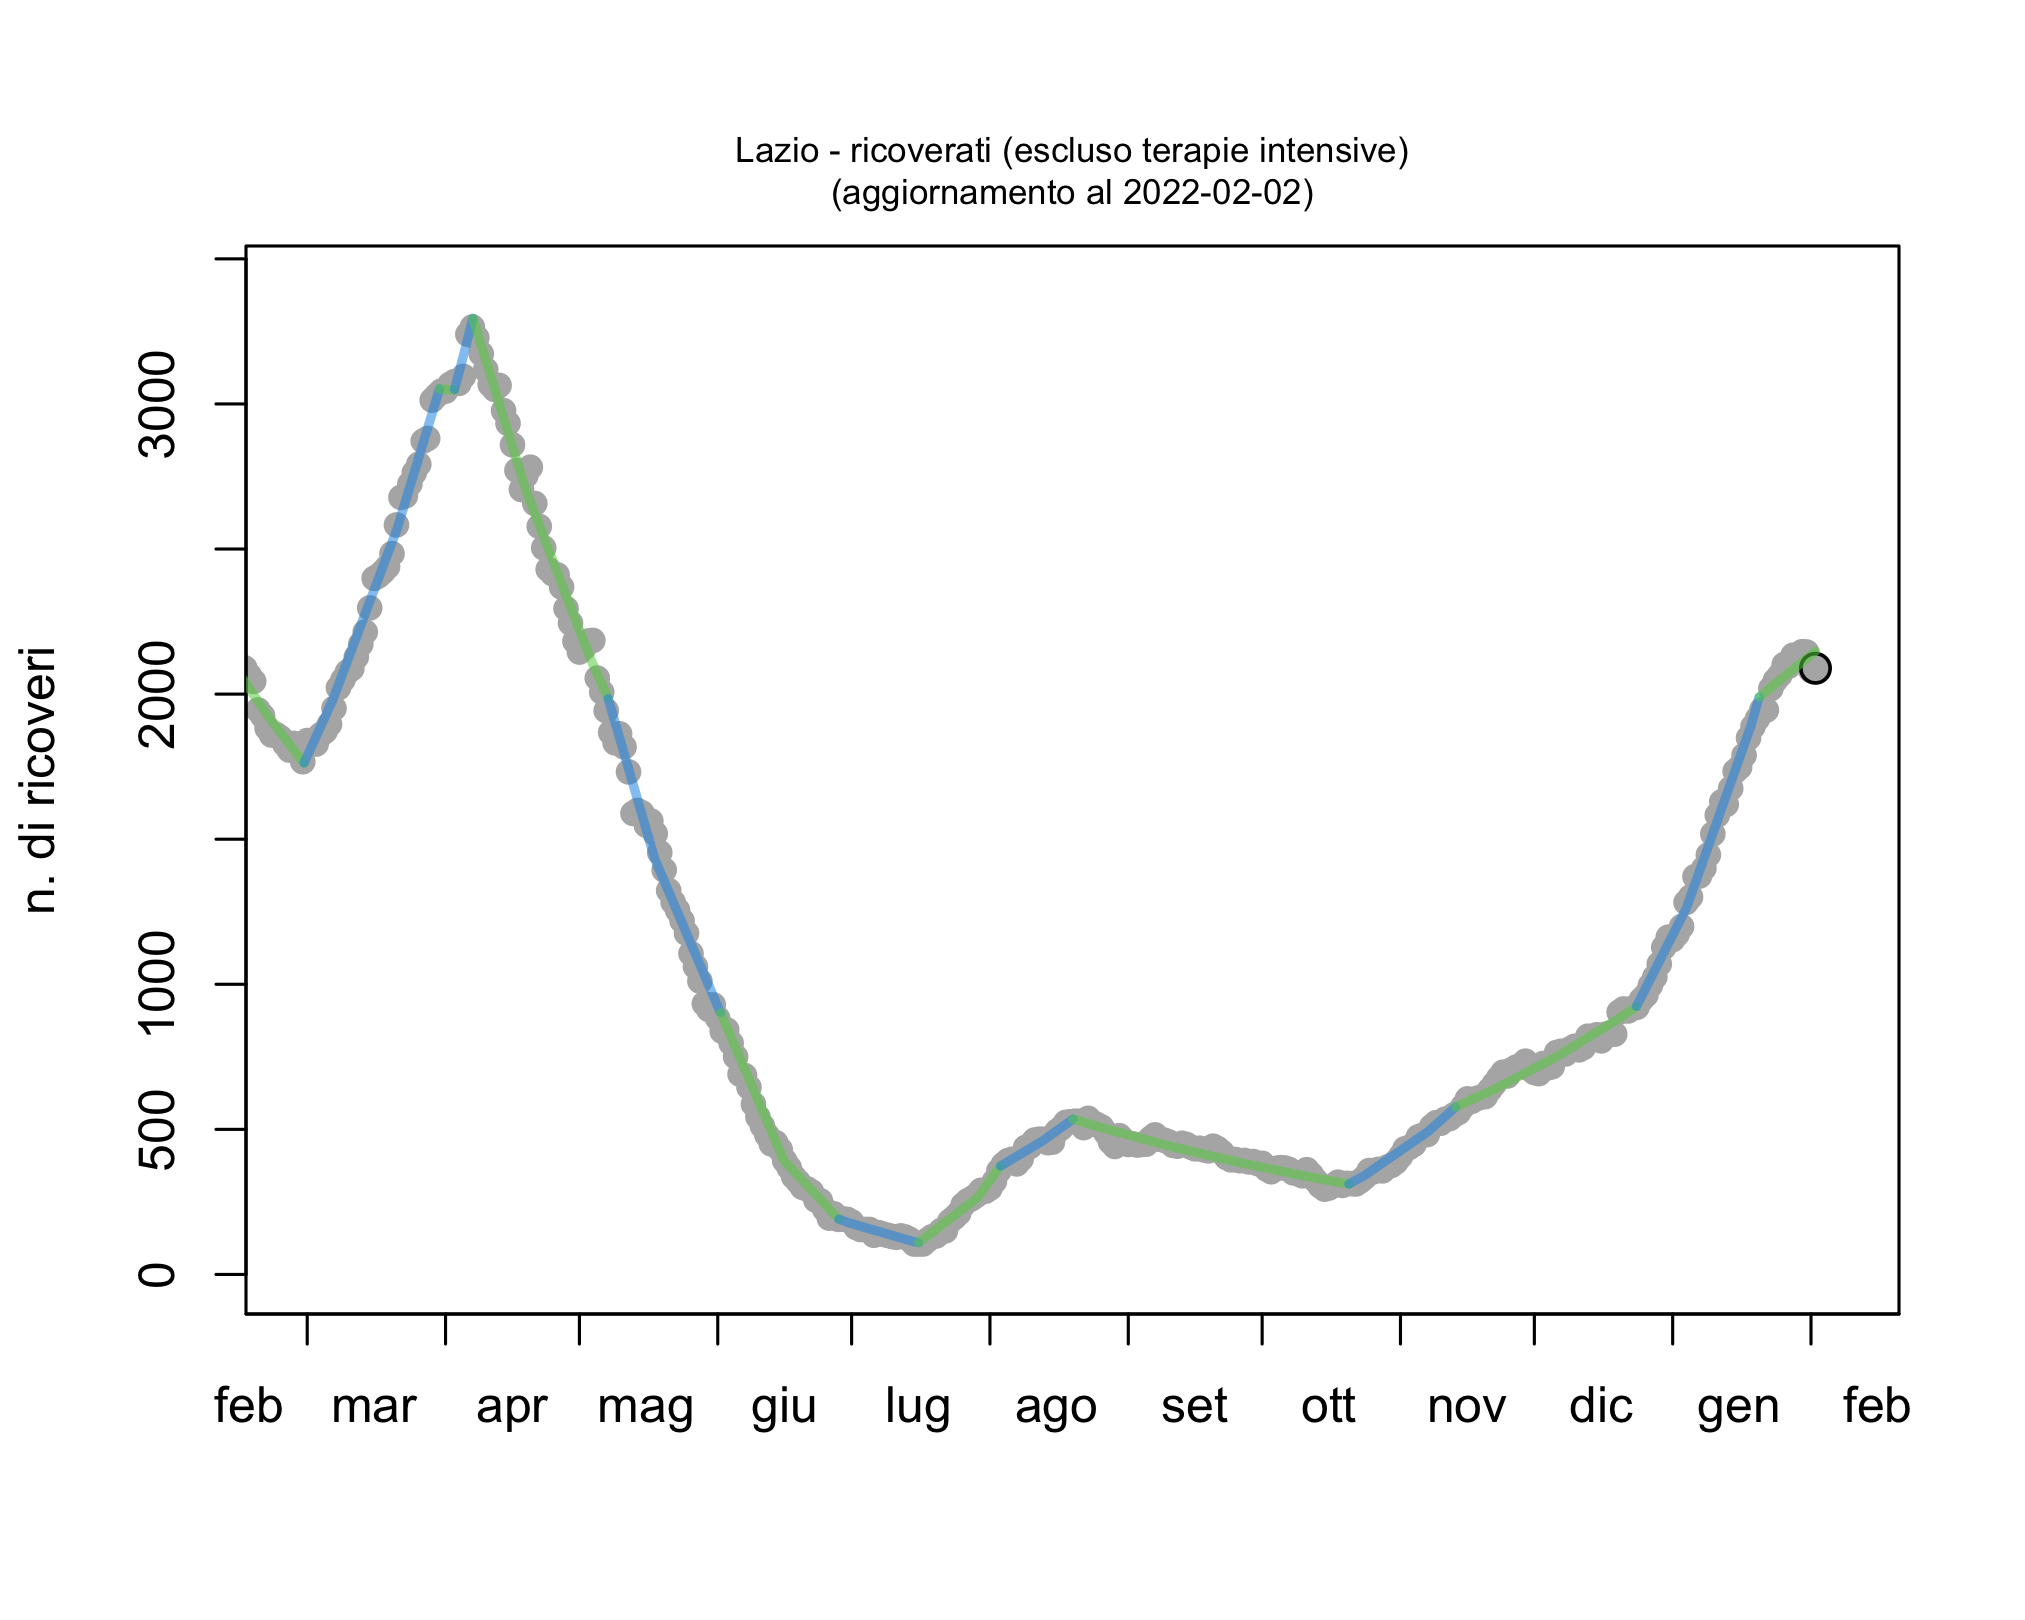 Lazio - ricoverati (escluso terapie intensive)
(aggiornamento al 2022-02-02)
n. di ricoveri
3000
2000
1000
500
0
feb mar apr mag giu lug ago set ott nov dic gen feb